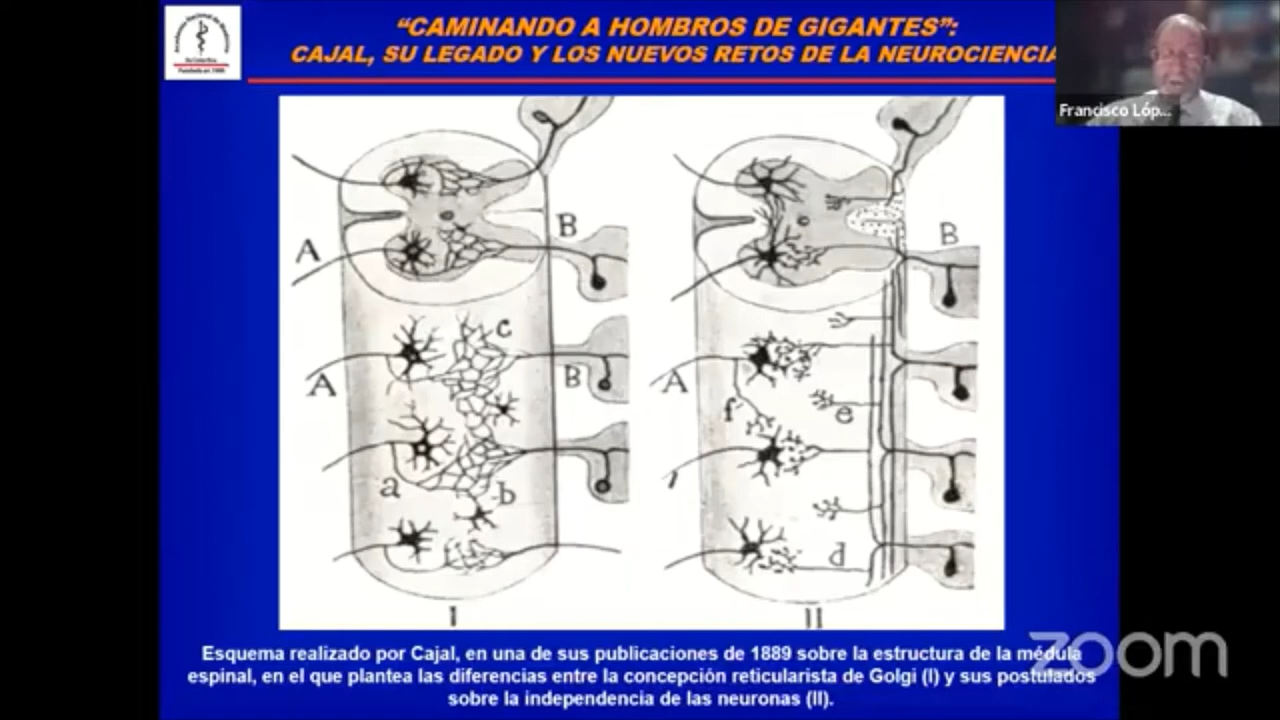 “CAMINANDO A HOMBROS DE GIGANTES”:
CAJAL, SU LEGADO Y LOS NUEVOS RETOS DE LA NEUROCIENCIA
Francisco Lóp...
A
B
c
A
B
a
b
I
B
A
f
e
d
II
Esquema realizado por Cajal, en una de sus publicaciones de 1889 sobre la estructura de la médula
espinal, en el que plantea las diferencias entre la concepción reticularista de Golgi (I) y sus postulados
sobre la independencia de las neuronas (II).
zoom